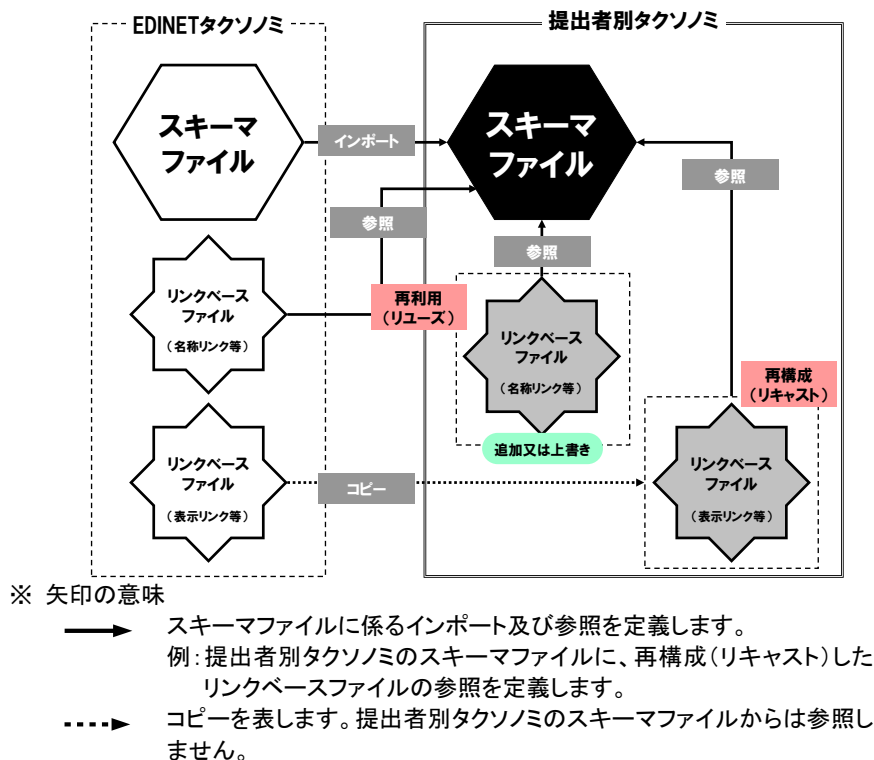 EDINETタクソノミ
提出者別タクソノミ
スキーマ
ファイル
インポート
スキーマ
ファイル
参照
参照
参照
リンクベース
ファイル
（名称リンク等）
再利用
（リユーズ）
リンクベース
ファイル
（名称リンク等）
追加又は上書き
再構成
（リキャスト）
リンクベース
ファイル
（表示リンク等）
コピー
リンクベース
ファイル
（表示リンク等）
※ 矢印の意味
スキーマファイルに係るインポート及び参照を定義します。
例：提出者別タクソノミのスキーマファイルに、再構成（リキャスト）した
リンクベースファイルの参照を定義します。
コピーを表します。提出者別タクソノミのスキーマファイルからは参照し
ません。